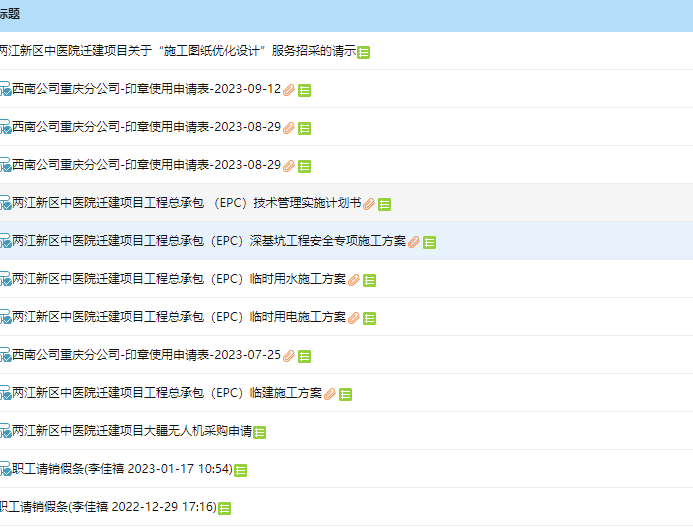 标题
两江新区中医院迁建项目关于“施工图纸优化设计”服务招采的请示
西南公司重庆分公司-印章使用申请表-2023-09-12
西南公司重庆分公司-印章使用申请表-2023-08-29
西南公司重庆分公司-印章使用申请表-2023-08-29
两江新区中医院迁建项目工程总承包 （EPC）技术管理实施计划书
两江新区中医院迁建项目工程总承包（EPC）深基坑工程安全专项施工方案
两江新区中医院迁建项目工程总承包（EPC）临时用水施工方案
两江新区中医院迁建项目工程总承包（EPC）临时用电施工方案
西南公司重庆分公司-印章使用申请表-2023-07-25
两江新区中医院迁建项目工程总承包（EPC）临建施工方案
两江新区中医院迁建项目大疆无人机采购申请
职工请销假条(李佳禧 2023-01-17 10:54)
职工请销假条(李佳禧 2022-12-29 17:16)